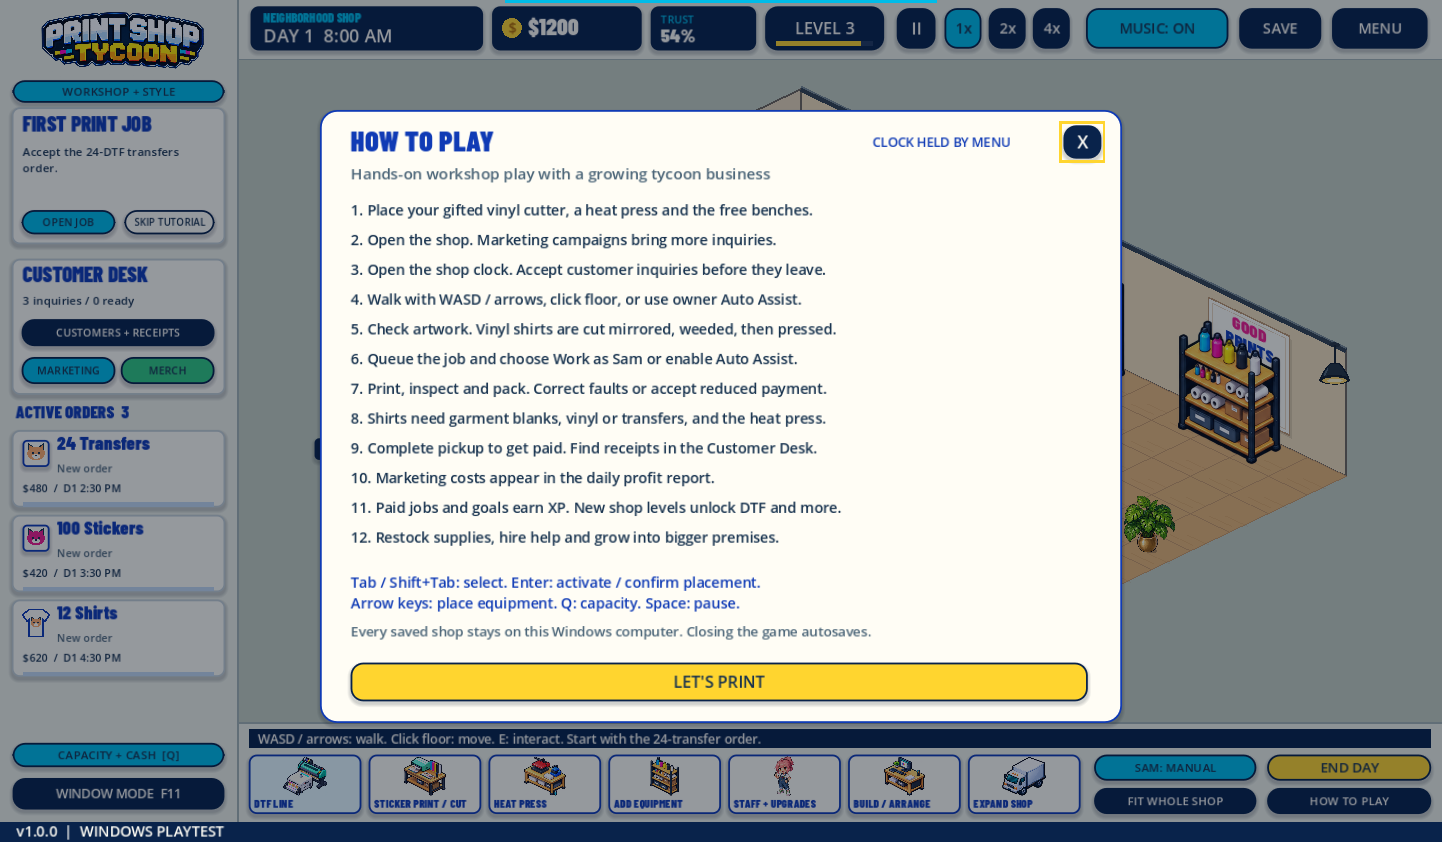 PRINT SHOP
TYCOON
NEIGHBORHOOD SHOP
DAY 1 8:00 AM
$1200
TRUST
54%
LEVEL 3
1x
2x
4x
MUSIC: ON
SAVE
MENU
WORKSHOP + STYLE
FIRST PRINT JOB
Accept the 24-DTF transfers
order.
OPEN JOB
SKIP TUTORIAL
CUSTOMER DESK
3 inquiries / 0 ready
CUSTOMERS + RECEIPTS
MARKETING
MERCH
ACTIVE ORDERS 3
24 Transfers
New order
$480 / D1 2:30 PM
100 Stickers
New order
$420 / D1 3:30 PM
12 Shirts
New order
$620 / D1 4:30 PM
CAPACITY + CASH [Q]
WINDOW MODE F11
HOW TO PLAY
CLOCK HELD BY MENU
X
Hands-on workshop play with a growing tycoon business
1. Place your gifted vinyl cutter, a heat press and the free benches.
2. Open the shop. Marketing campaigns bring more inquiries.
3. Open the shop clock. Accept customer inquiries before they leave.
4. Walk with WASD / arrows, click floor, or use owner Auto Assist.
5. Check artwork. Vinyl shirts are cut mirrored, weeded, then pressed.
6. Queue the job and choose Work as Sam or enable Auto Assist.
7. Print, inspect and pack. Correct faults or accept reduced payment.
8. Shirts need garment blanks, vinyl or transfers, and the heat press.
9. Complete pickup to get paid. Find receipts in the Customer Desk.
10. Marketing costs appear in the daily profit report.
11. Paid jobs and goals earn XP. New shop levels unlock DTF and more.
12. Restock supplies, hire help and grow into bigger premises.
Tab / Shift+Tab: select. Enter: activate / confirm placement.
Arrow keys: place equipment. Q: capacity. Space: pause.
Every saved shop stays on this Windows computer. Closing the game autosaves.
LET'S PRINT
GOOD
PRINTS
WASD / arrows: walk. Click floor: move. E: interact. Start with the 24-transfer order.
DTF LINE
STICKER PRINT / CUT
HEAT PRESS
ADD EQUIPMENT
STAFF + UPGRADES
BUILD / ARRANGE
EXPAND SHOP
SAM: MANUAL
END DAY
FIT WHOLE SHOP
HOW TO PLAY
v1.0.0 | WINDOWS PLAYTEST